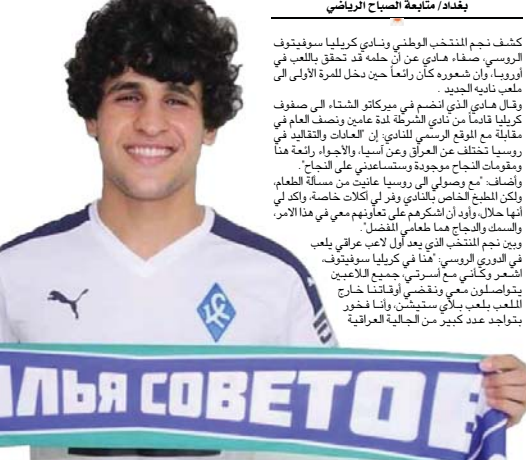 بغداد/ متابعة الصباح الرياضي
كشف نجم المنتخب الوطني ونادي كريليا سوفيتوف
الروسي، صفاء هادي عن أن حلمه قد تحقق باللعب في
أوروبا، وان شعوره كان رائعاً حين دخل للمرة الأولى الى
ملعب ناديه الجديد .
وقال هادي الذي انضم في ميركاتو الشتاء الى صفوف
كريليا قادماً من نادي الشرطة لمدة عامين ونصف العام في
مقابلة مع الموقع الرسمي للنادي: إن "العادات والتقاليد في
روسيا تختلف عن العراق وعن آسيا، والأجواء رائعة هنا
ومقومات النجاح موجودة وستساعدني على النجاح".
وأضاف: "مع وصولي الى روسيا عانيت من مسألة الطعام،
ولكن المطبخ الخاص بالنادي وفر لي أكلات خاصة، واكد لي
أنها حلال، وأود أن اشكرهم على تعاونهم معي في هذا الامر،
والسمك والدجاج هما طعامي المفضل".
وبين نجم المنتخب الذي يعد أول لاعب عراقي يلعب
في الدوري الروسي: "هنا في كريليا سوفيتوف،
اشعر وكأني مع أسرتي، جميع اللاعبين
يتواصلون معي ونقضي أوقاتنا خارج
الملعب بلعب بلاي ستيشن، وأنا فخور
بتواجد عدد كبير من الجالية العراقية
ЛЬЯ СОВЕТОВ